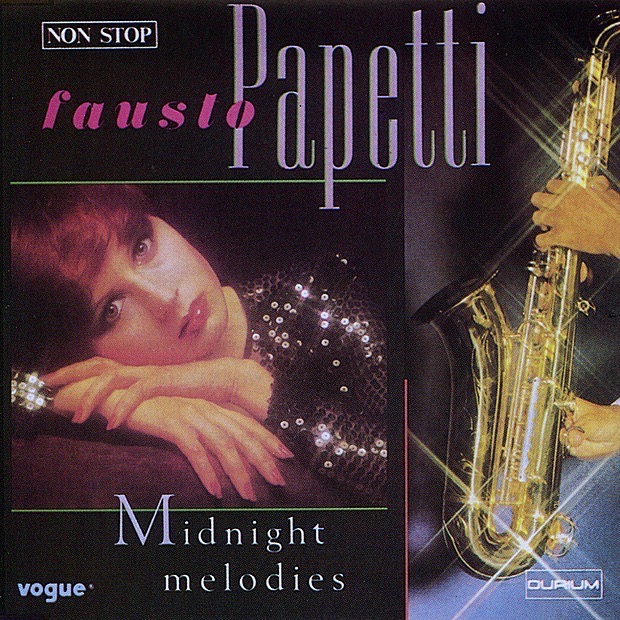 NON STOP
fausto Papetti
Midnight
melodies
vogue
DURIUM